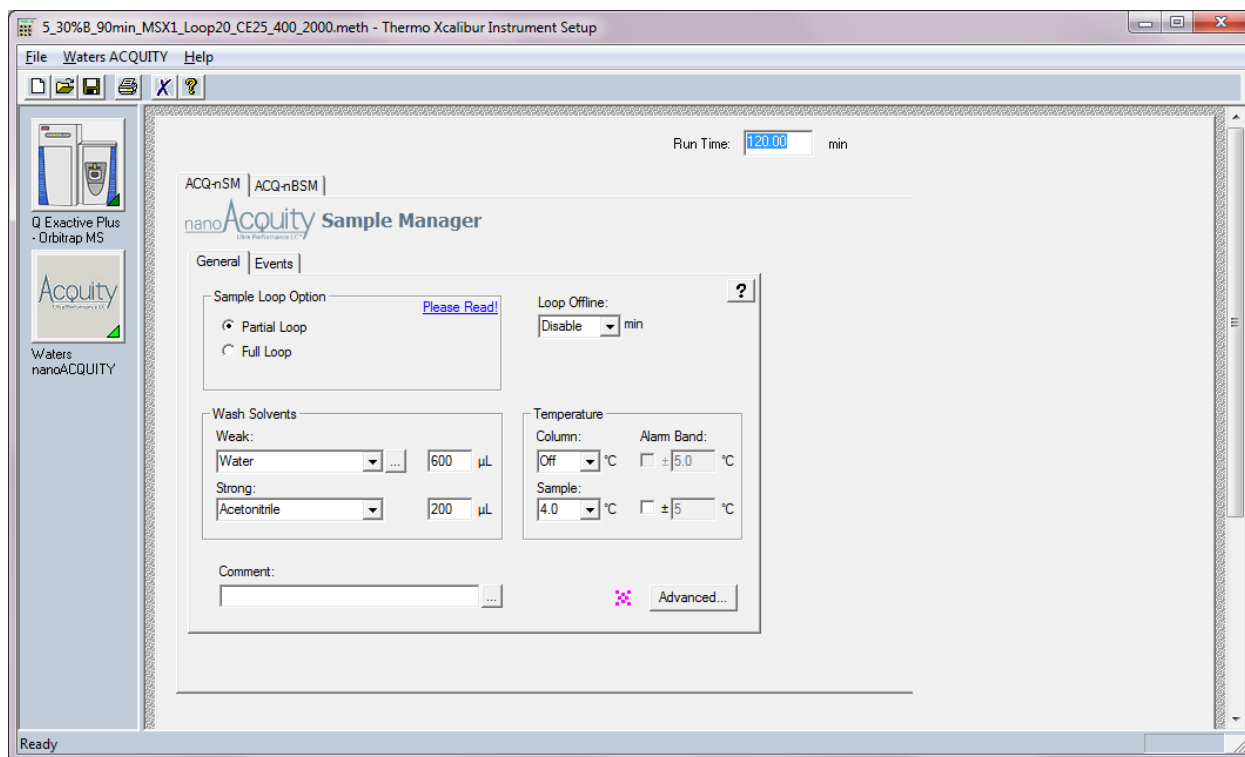 5_30%B_90min_MSX1_Loop20_CE25_400_2000.meth - Thermo Xcalibur Instrument Setup
File Waters ACQUITY Help
Run Time: 120.00 min
ACQ-nSM ACQ-nBSM
nanoAcquity Sample Manager
Ultra Performance LC
General Events
?
Sample Loop Option
Please Read!
Partial Loop
Full Loop
Loop Offline:
Disable min
Wash Solvents
Weak:
Water ... 600 µL
Strong:
Acetonitrile 200 µL
Temperature
Column: Alarm Band:
Off °C ± 5.0 °C
Sample:
4.0 °C ± 5 °C
Comment:
...
Advanced...
Q Exactive Plus
- Orbitrap MS
Acquity
Waters
nanoACQUITY
Ready